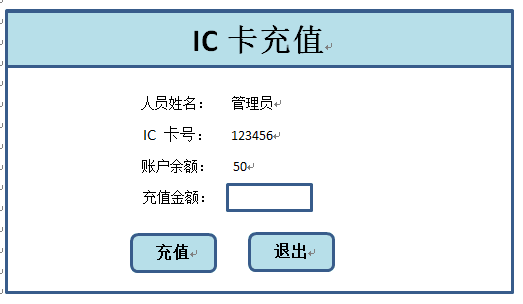 IC 卡充值
人员姓名： 管理员
IC 卡号： 123456
账户余额： 50
充值金额：
充值 退出